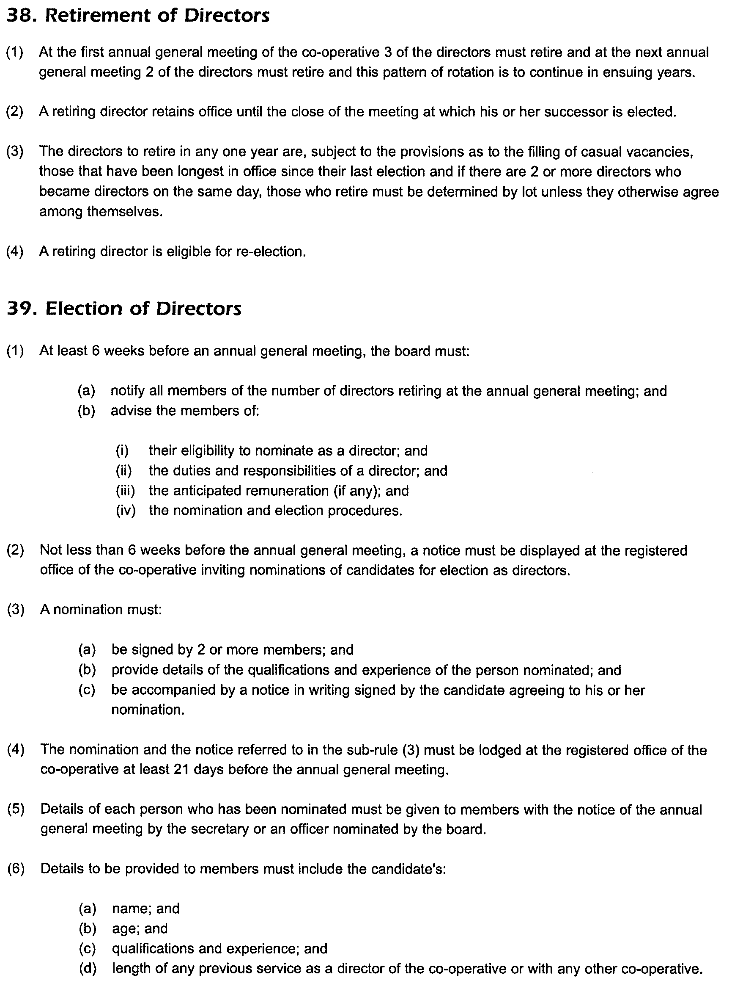 38. Retirement of Directors
(1) At the first annual general meeting of the co-operative 3 of the directors must retire and at the next annual
general meeting 2 of the directors must retire and this pattern of rotation is to continue in ensuing years.
(2) A retiring director retains office until the close of the meeting at which his or her successor is elected.
(3) The directors to retire in any one year are, subject to the provisions as to the filling of casual vacancies,
those that have been longest in office since their last election and if there are 2 or more directors who
became directors on the same day, those who retire must be determined by lot unless they otherwise agree
among themselves.
(4) A retiring director is eligible for re-election.
39. Election of Directors
(1) At least 6 weeks before an annual general meeting, the board must:
(a) notify all members of the number of directors retiring at the annual general meeting; and
(b) advise the members of:
(i) their eligibility to nominate as a director; and
(ii) the duties and responsibilities of a director; and
(iii) the anticipated remuneration (if any); and
(iv) the nomination and election procedures.
(2) Not less than 6 weeks before the annual general meeting, a notice must be displayed at the registered
office of the co-operative inviting nominations of candidates for election as directors.
(3) A nomination must:
(a) be signed by 2 or more members; and
(b) provide details of the qualifications and experience of the person nominated; and
(c) be accompanied by a notice in writing signed by the candidate agreeing to his or her
nomination.
(4) The nomination and the notice referred to in the sub-rule (3) must be lodged at the registered office of the
co-operative at least 21 days before the annual general meeting.
(5) Details of each person who has been nominated must be given to members with the notice of the annual
general meeting by the secretary or an officer nominated by the board.
(6) Details to be provided to members must include the candidate's:
(a) name; and
(b) age; and
(c) qualifications and experience; and
(d) length of any previous service as a director of the co-operative or with any other co-operative.